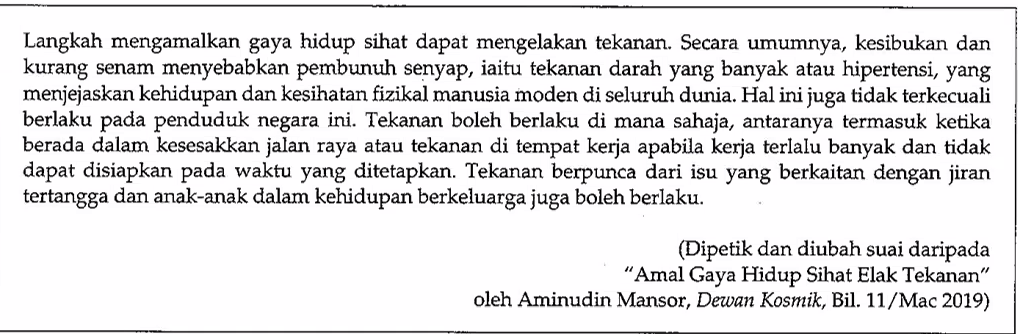 Langkah mengamalkan gaya hidup sihat dapat mengelakan tekanan. Secara umumnya, kesibukan dan
kurang senam menyebabkan pembunuh senyap, iaitu tekanan darah yang banyak atau hipertensi, yang
menjejaskan kehidupan dan kesihatan fizikal manusia moden di seluruh dunia. Hal ini juga tidak terkecuali
berlaku pada penduduk negara ini. Tekanan boleh berlaku di mana sahaja, antaranya termasuk ketika
berada dalam kesesakkan jalan raya atau tekanan di tempat kerja apabila kerja terlalu banyak dan tidak
dapat disiapkan pada waktu yang ditetapkan. Tekanan berpunca dari isu yang berkaitan dengan jiran
tertangga dan anak-anak dalam kehidupan berkeluarga juga boleh berlaku.
(Dipetik dan diubah suai daripada
"Amal Gaya Hidup Sihat Elak Tekanan"
oleh Aminudin Mansor, Dewan Kosmik, Bil. 11/Mac 2019)